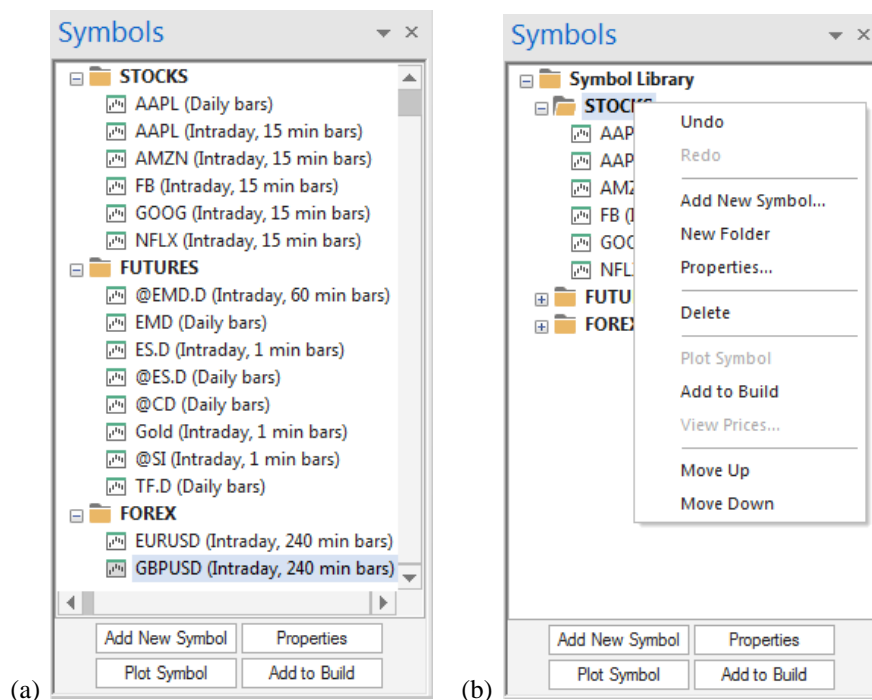 Symbols
STOCKS
AAPL (Daily bars)
AAPL (Intraday, 15 min bars)
AMZN (Intraday, 15 min bars)
FB (Intraday, 15 min bars)
GOOG (Intraday, 15 min bars)
NFLX (Intraday, 15 min bars)
FUTURES
@EMD.D (Intraday, 60 min bars)
EMD (Daily bars)
ES.D (Intraday, 1 min bars)
@ES.D (Daily bars)
@CD (Daily bars)
Gold (Intraday, 1 min bars)
@SI (Intraday, 1 min bars)
TF.D (Daily bars)
FOREX
EURUSD (Intraday, 240 min bars)
GBPUSD (Intraday, 240 min bars)
Add New Symbol Properties
Plot Symbol Add to Build
(a)
Symbols
Symbol Library
STOCKS
AAP
AAP
AMZ
FB (I
GOO
NFL
FUTU
FOREX
Undo
Redo
Add New Symbol...
New Folder
Properties...
Delete
Plot Symbol
Add to Build
View Prices...
Move Up
Move Down
Add New Symbol Properties
Plot Symbol Add to Build
(b)